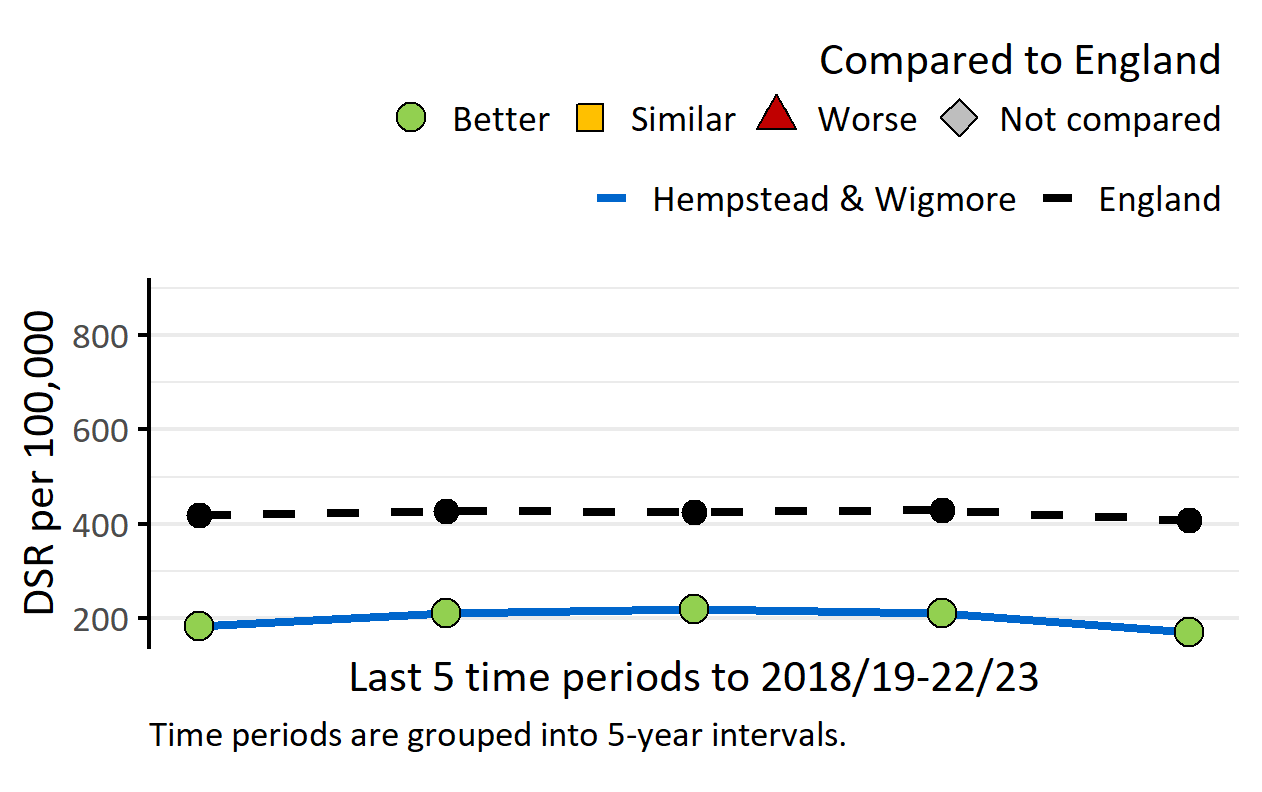 Compared to England
Better Similar Worse Not compared
Hempstead & Wigmore England
DSR per 100,000
800
600
400
200
Last 5 time periods to 2018/19-22/23
Time periods are grouped into 5-year intervals.